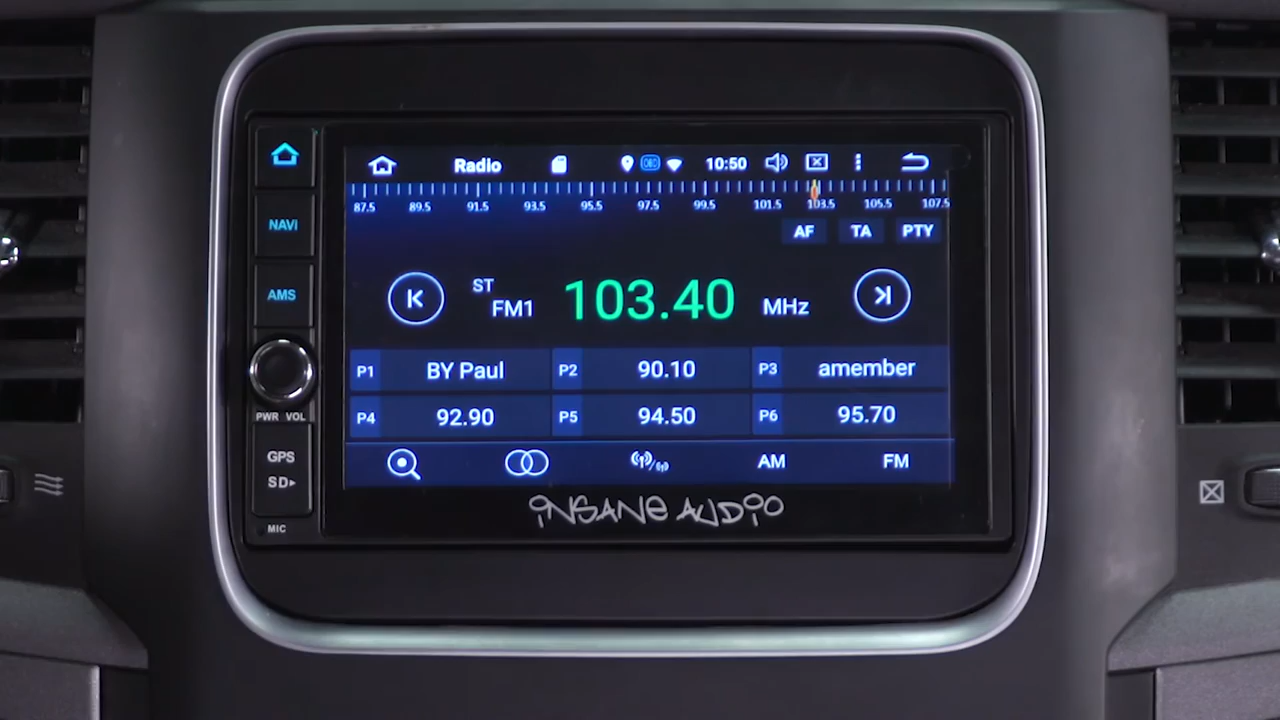 Radio 10:50
87.5 89.5 91.5 93.5 95.5 97.5 99.5 101.5 103.5 105.5 107.5
NAVI
AF TA PTY
AMS
ST
FM1 103.40 MHz
P1 BY Paul P2 90.10 P3 amember
P4 92.90 P5 94.50 P6 95.70
PWR VOL
GPS
AM FM
SD
INSANE AUDIO
MIC